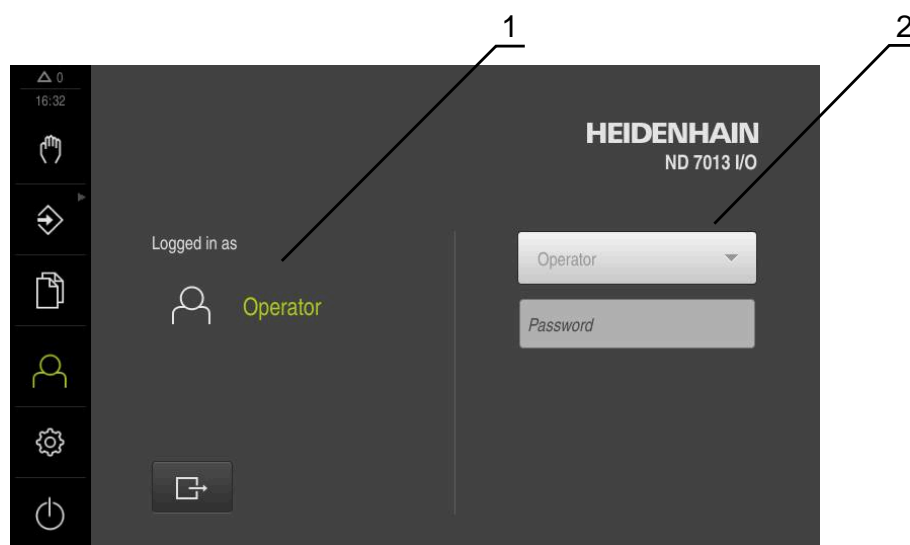 1
2
0
16:32
HEIDENHAIN
ND 7013 I/O
Logged in as
Operator
Operator
Password